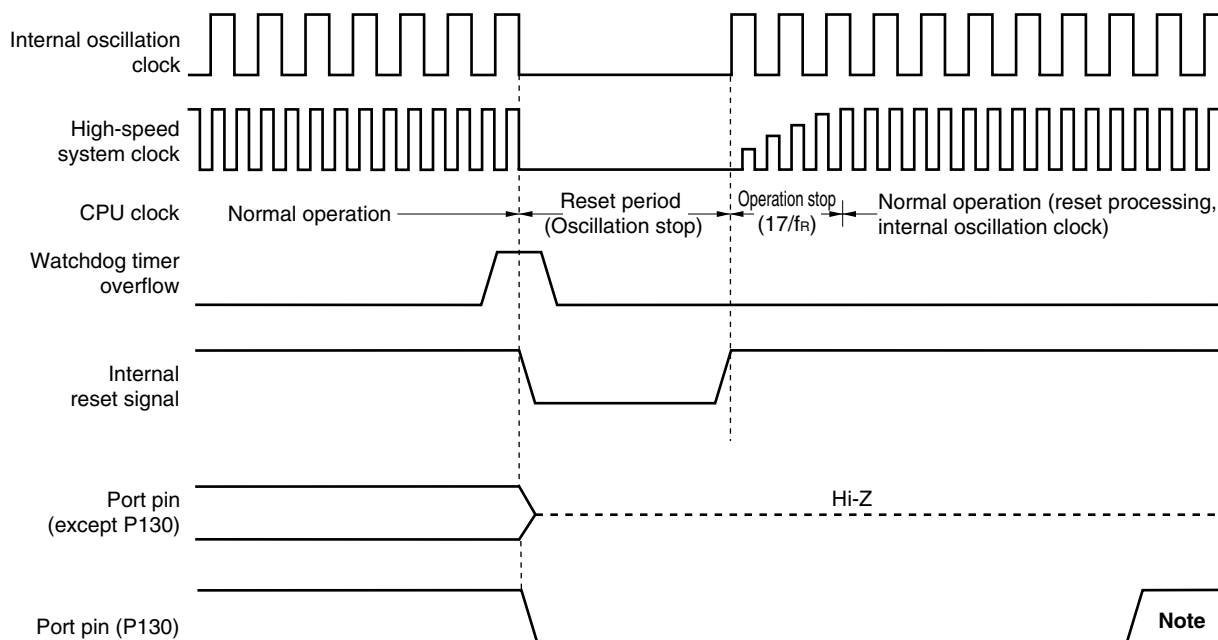 Internal oscillation
clock
High-speed
system clock
CPU clock
Normal operation
Reset period
(Oscillation stop)
Operation stop
(17/fR)
Normal operation (reset processing,
internal oscillation clock)
Watchdog timer
overflow
Internal
reset signal
Port pin
(except P130)
Hi-Z
Port pin (P130)
Note